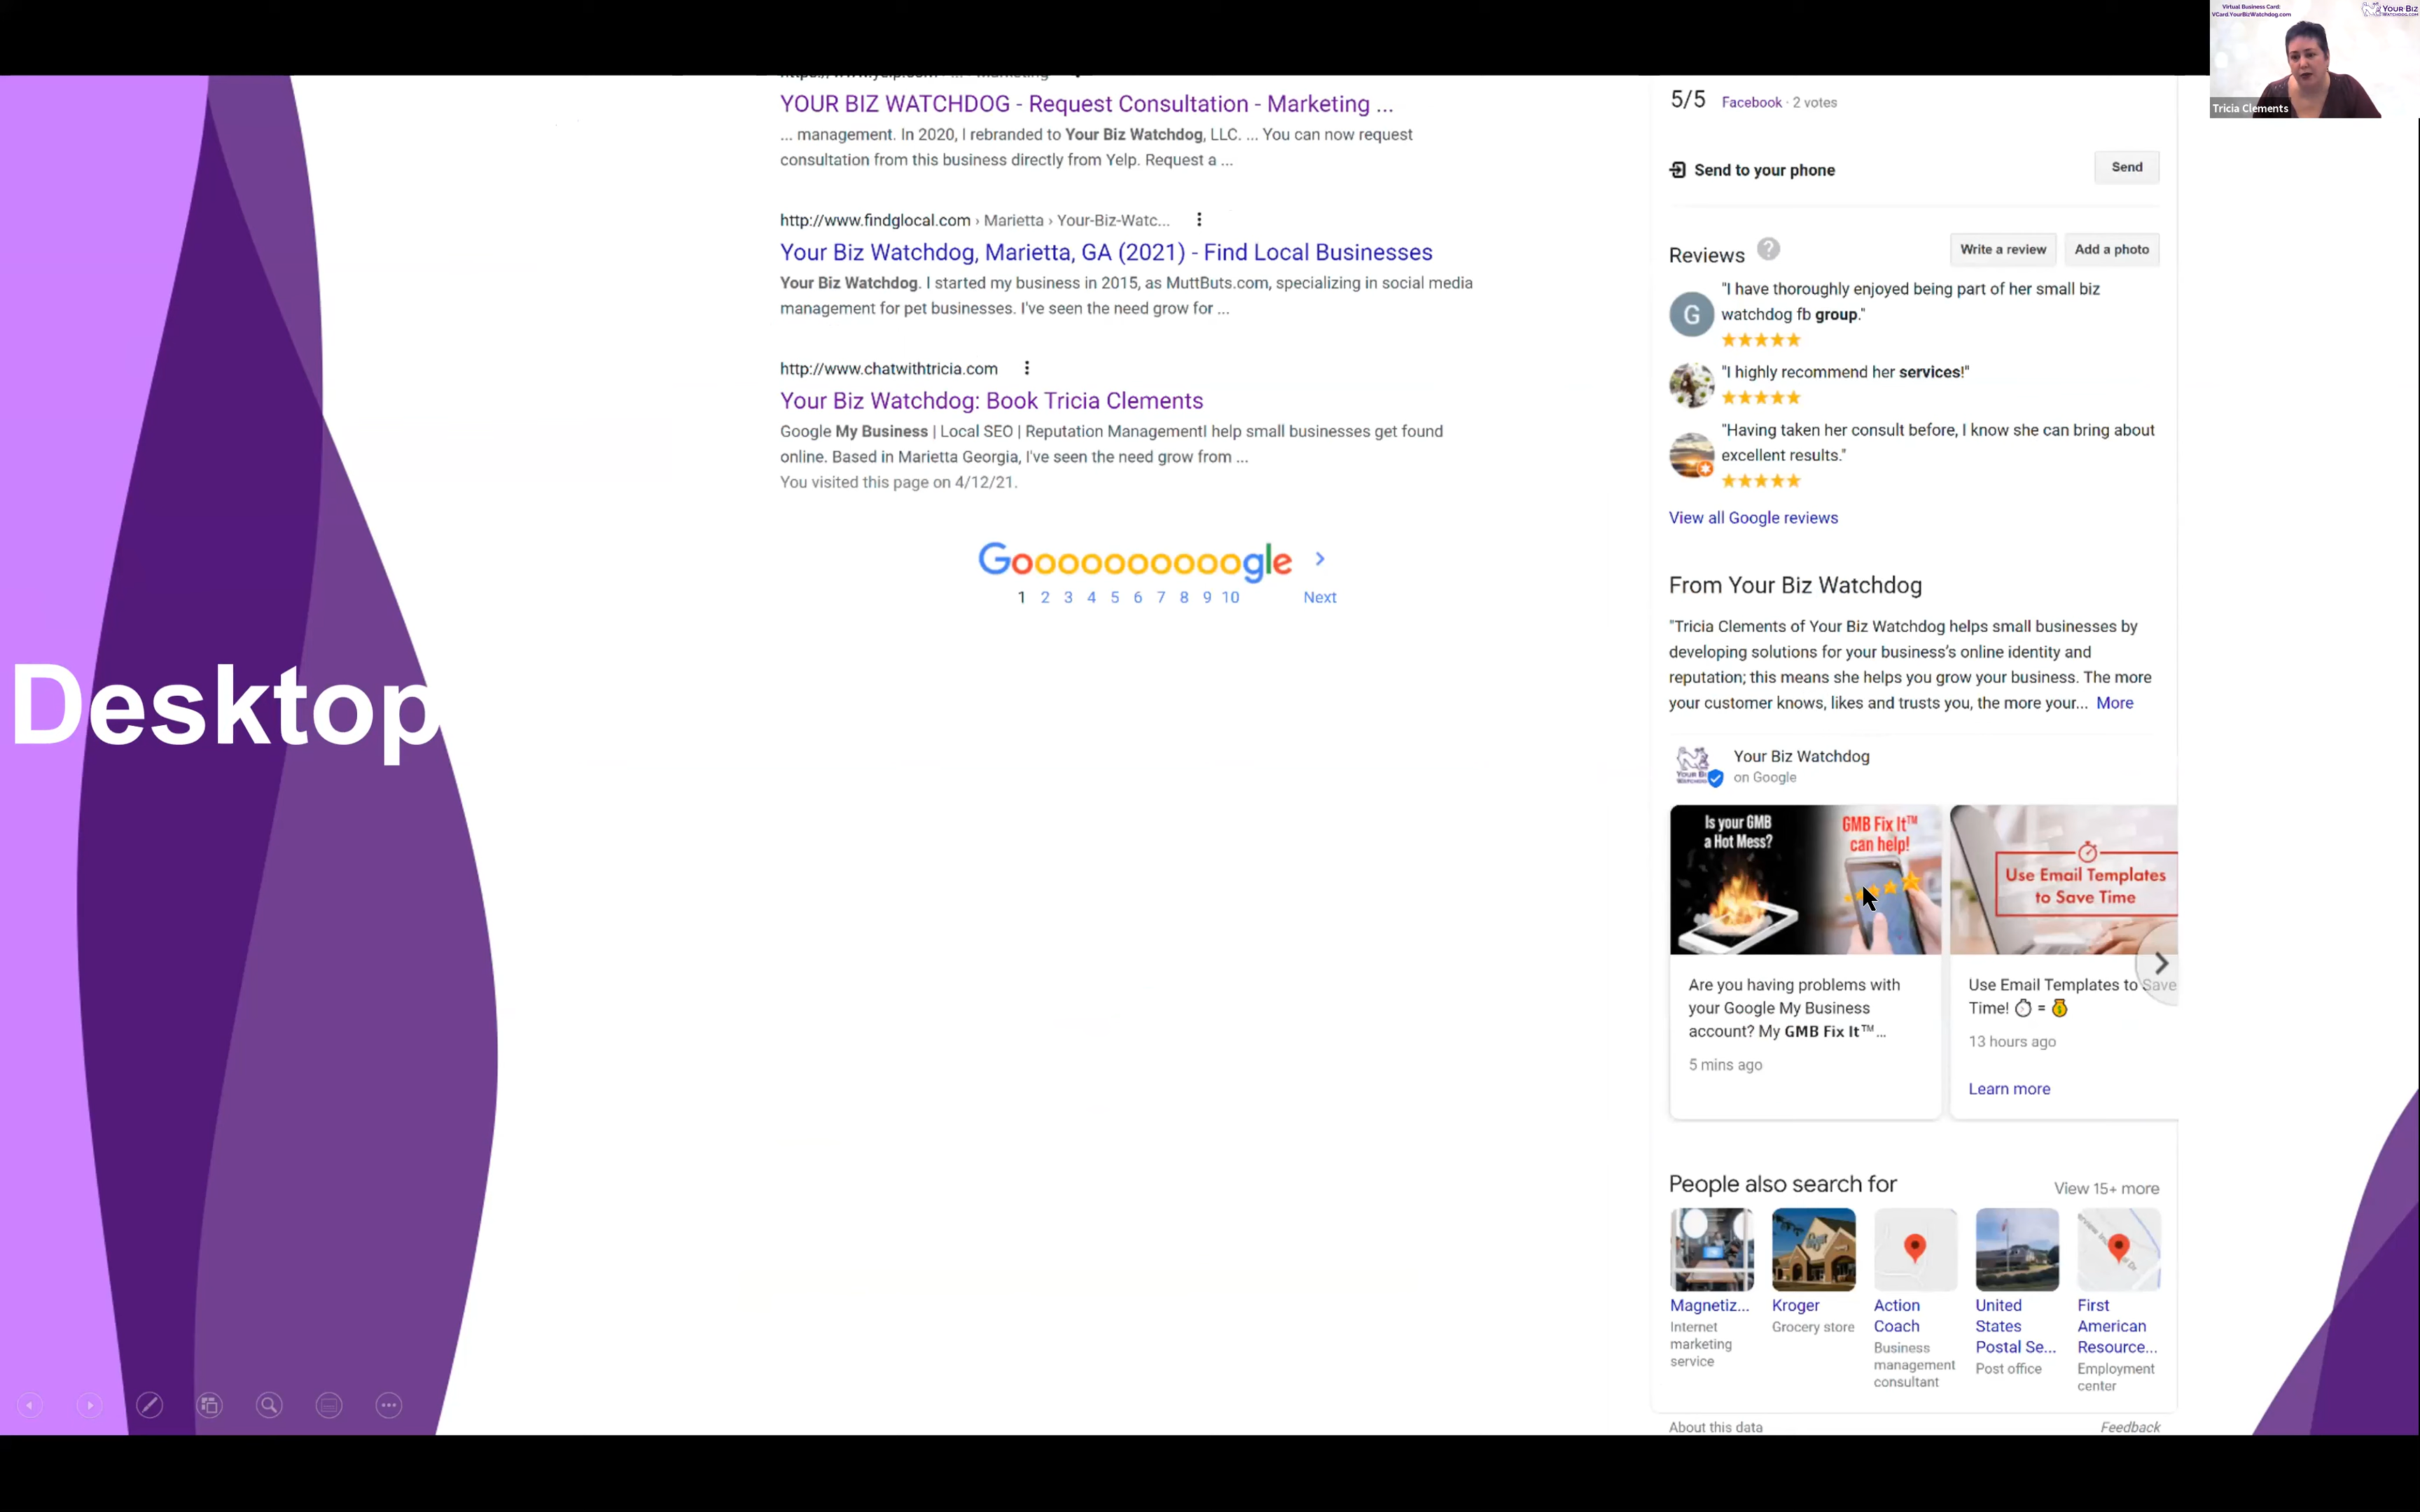 Virtual Business Card:
VCard.YourBizWatchdog.com
YOUR BIZ
WATCHDOG.COM
Tricia Clements
Desktop
YOUR BIZ WATCHDOG - Request Consultation - Marketing ...
... management. In 2020, I rebranded to Your Biz Watchdog, LLC. ... You can now request
consultation from this business directly from Yelp. Request a ...
http://www.findglocal.com › Marietta › Your-Biz-Watc...
Your Biz Watchdog, Marietta, GA (2021) - Find Local Businesses
Your Biz Watchdog. I started my business in 2015, as MuttButs.com, specializing in social media
management for pet businesses. I've seen the need grow for ...
http://www.chatwithtricia.com
Your Biz Watchdog: Book Tricia Clements
Google My Business | Local SEO | Reputation ManagementI help small businesses get found
online. Based in Marietta Georgia, I've seen the need grow from ...
You visited this page on 4/12/21.
Goooooooooogle >
1 2 3 4 5 6 7 8 9 10 Next
5/5 Facebook · 2 votes
Send to your phone
Send
Reviews ?
Write a review
Add a photo
G
"I have thoroughly enjoyed being part of her small biz
watchdog fb group."
"I highly recommend her services!"
"Having taken her consult before, I know she can bring about
excellent results."
View all Google reviews
From Your Biz Watchdog
"Tricia Clements of Your Biz Watchdog helps small businesses by
developing solutions for your business's online identity and
reputation; this means she helps you grow your business. The more
your customer knows, likes and trusts you, the more your... More
Your Biz Watchdog
on Google
Is your GMB
a Hot Mess?
GMB Fix It™
can help!
Are you having problems with
your Google My Business
account? My GMB Fix It™...
5 mins ago
Use Email Templates
to Save Time
Use Email Templates to Save
Time! ⏱ = 💰
13 hours ago
Learn more
People also search for
View 15+ more
Magnetiz...
Internet
marketing
service
Kroger
Grocery store
Action
Coach
Business
management
consultant
United
States
Postal Se...
Post office
First
American
Resource...
Employment
center
About this data
Feedback